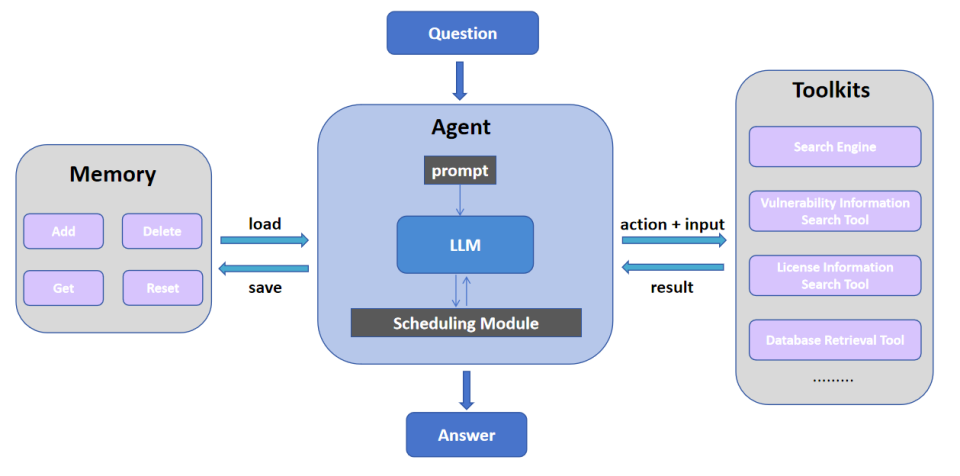 Question
Agent
prompt
LLM
Scheduling Module
Answer
Memory
Add
Delete
Get
Reset
load
save
action + input
result
Toolkits
Search Engine
Vulnerability Information
Search Tool
License Information
Search Tool
Database Retrieval Tool
.........